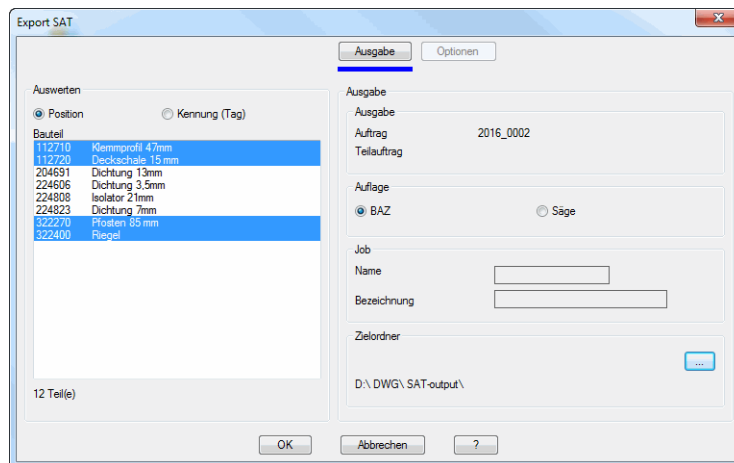 Export SAT
Ausgabe Optionen
Auswerten
Position Kennung (Tag)
Bauteil
112710 Klemmprofil 47mm
112720 Deckschale 15 mm
204691 Dichtung 13mm
224606 Dichtung 3,5mm
224808 Isolator 21mm
224823 Dichtung 7mm
322270 Pfosten 85 mm
322400 Riegel
12 Teil(e)
Ausgabe
Ausgabe
Auftrag 2016_0002
Teilauftrag
Auflage
BAZ Säge
Job
Name
Bezeichnung
Zielordner
...
D:\ DWG\ SAT-output\
OK Abbrechen ?